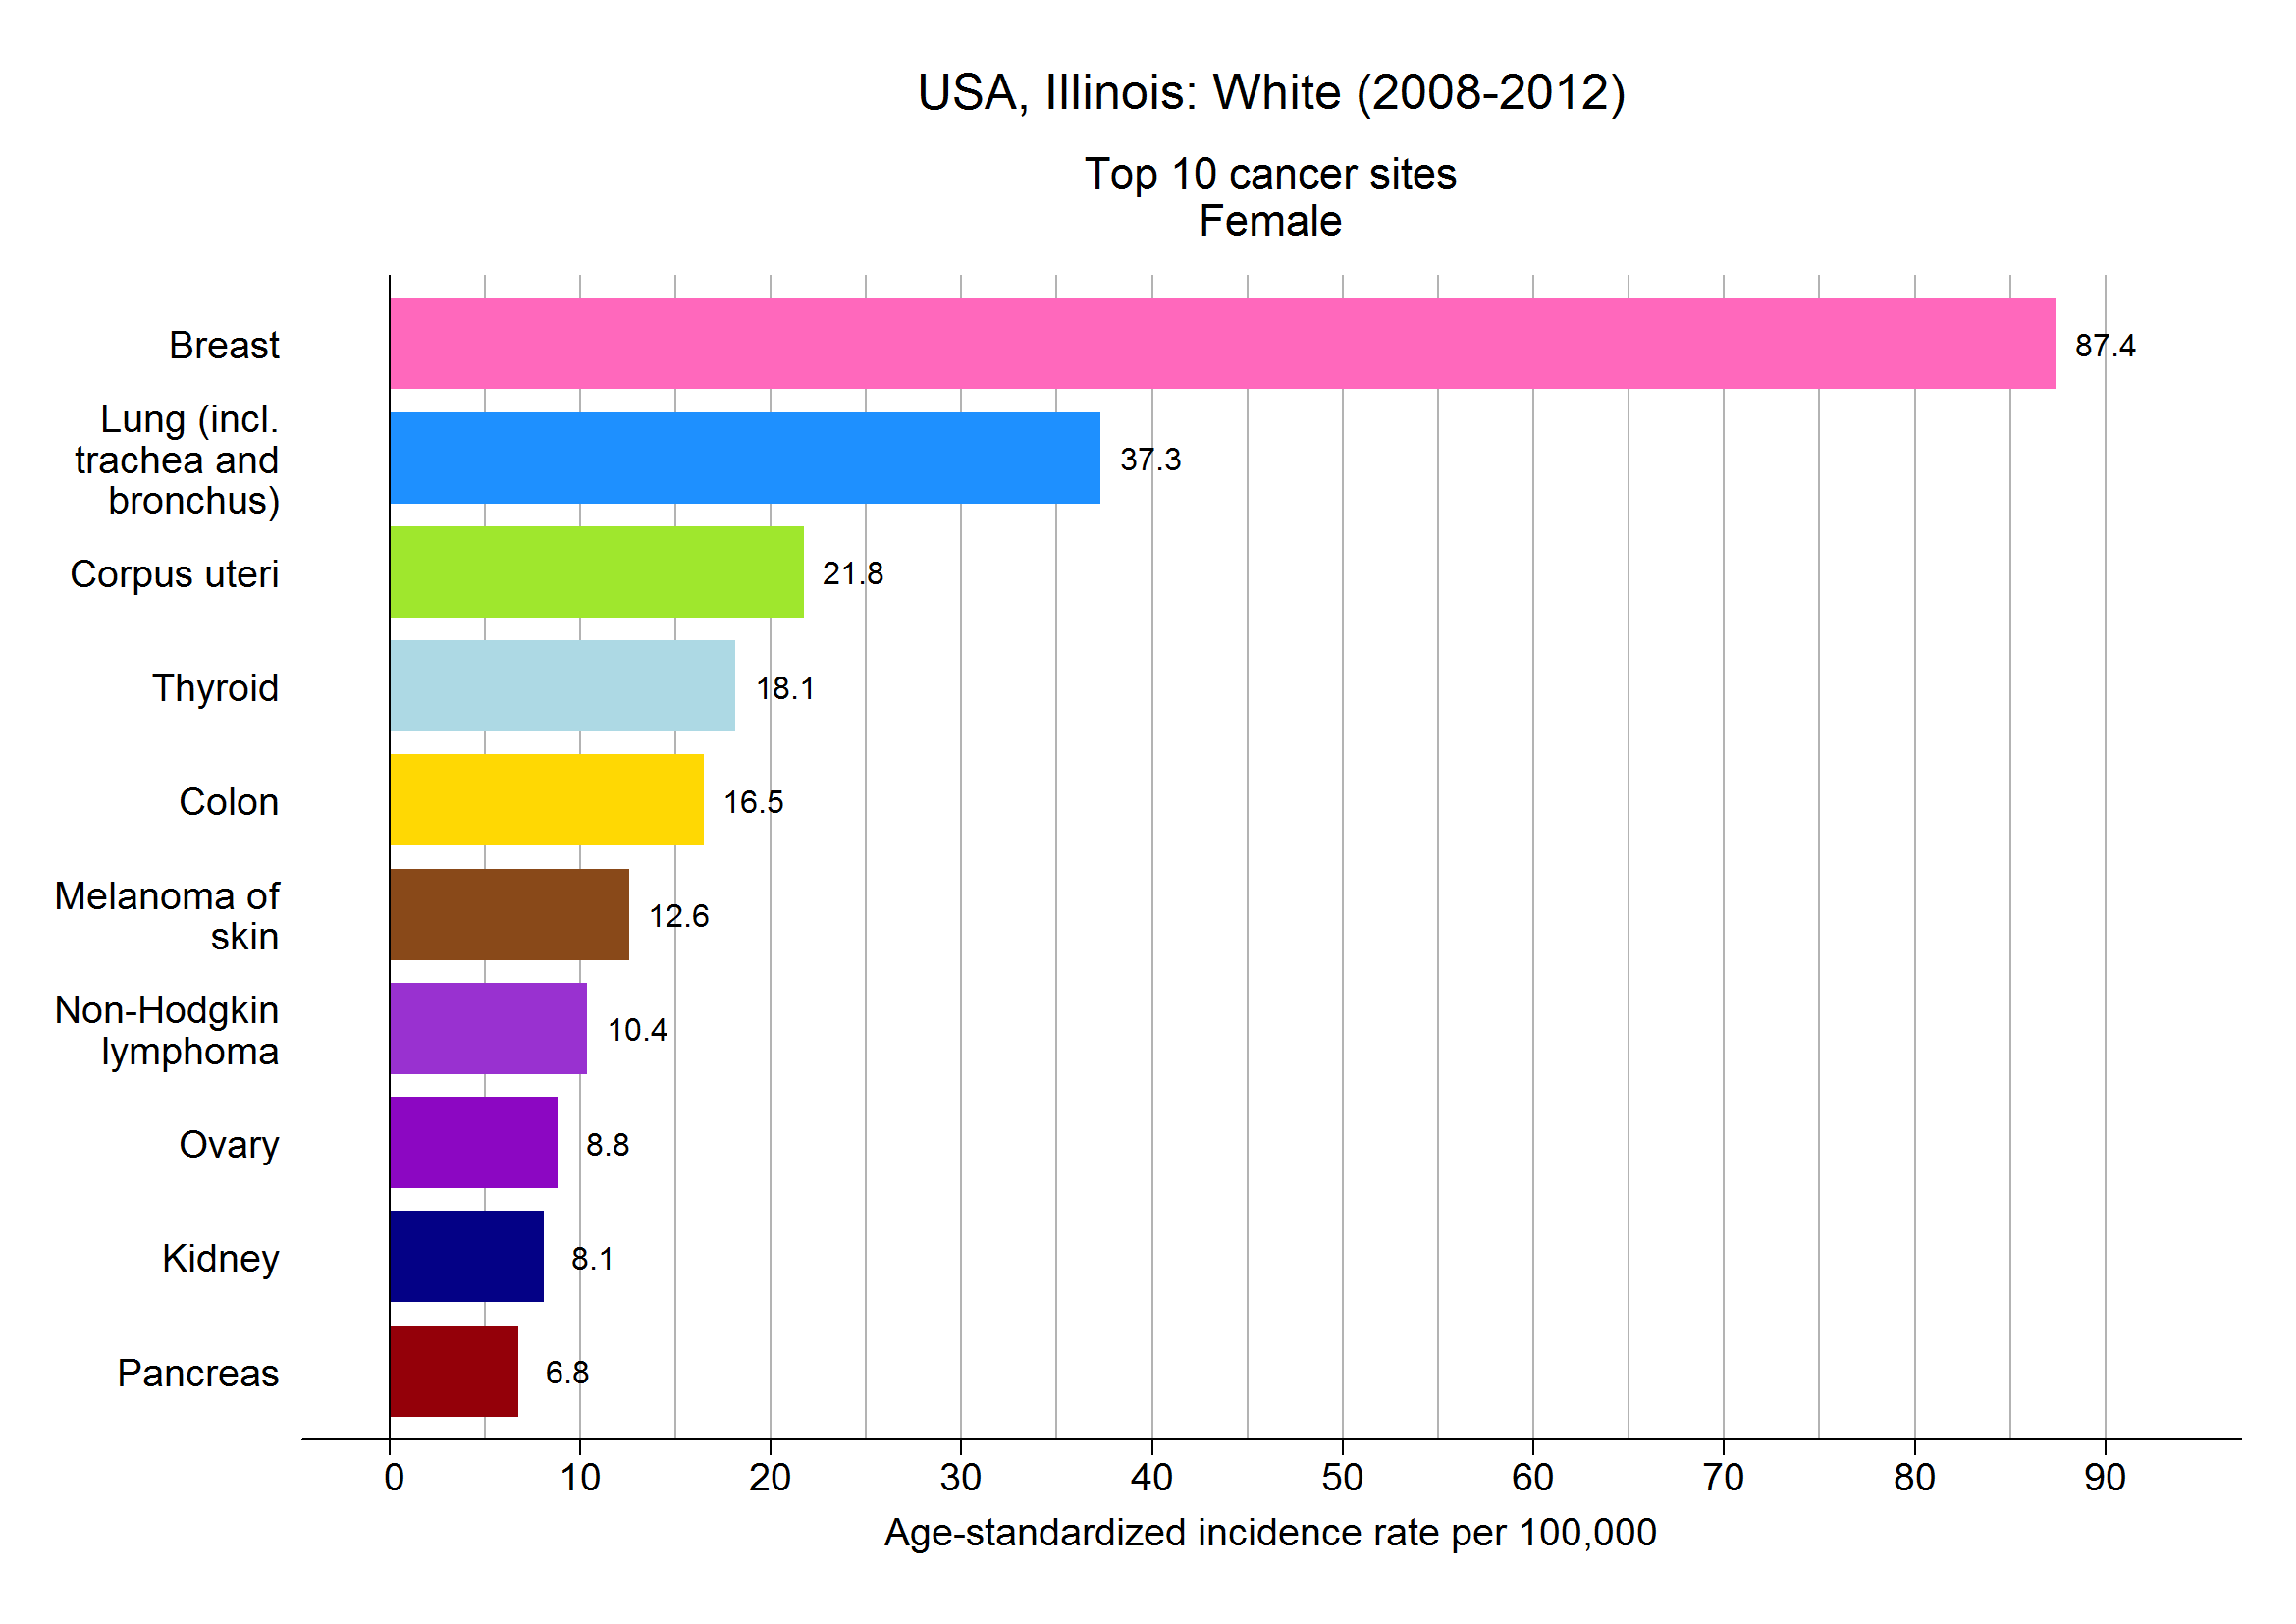 USA, Illinois: White (2008-2012)
Top 10 cancer sites
Female
Breast
87.4
Lung (incl.
trachea and
bronchus)
37.3
Corpus uteri
21.8
Thyroid
18.1
Colon
16.5
Melanoma of
skin
12.6
Non-Hodgkin
lymphoma
10.4
Ovary
8.8
Kidney
8.1
Pancreas
6.8
0 10 20 30 40 50 60 70 80 90
Age-standardized incidence rate per 100,000